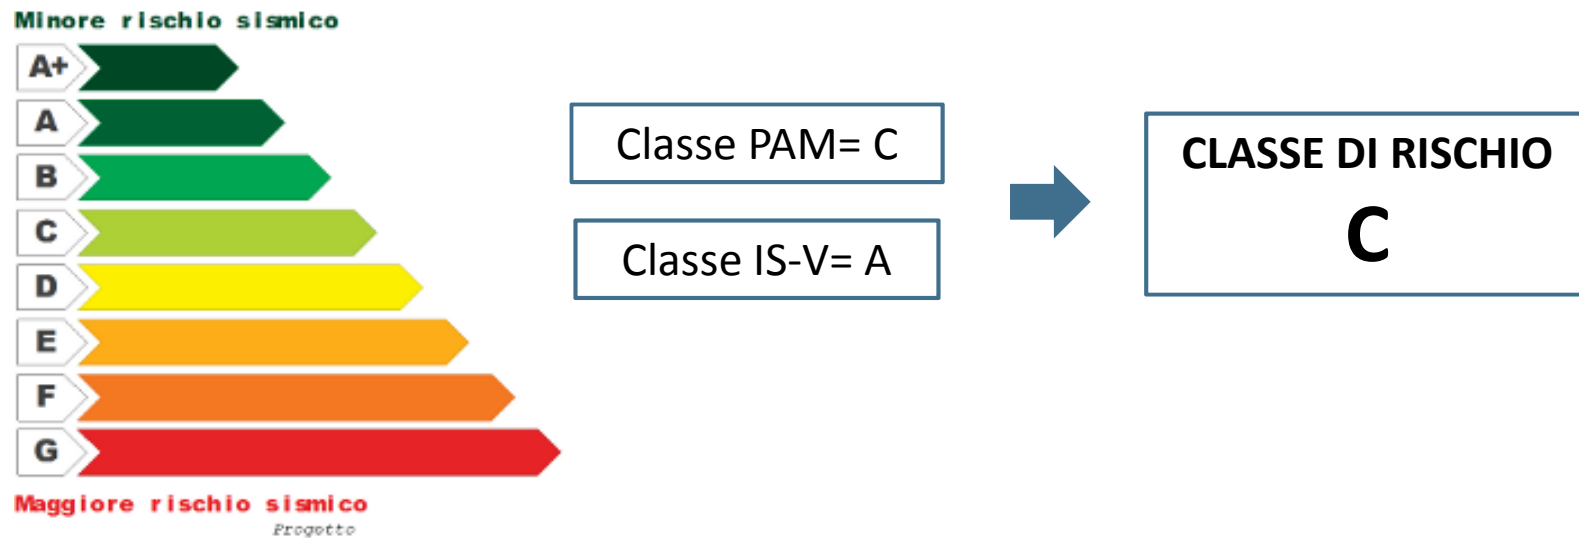 Minore rischio sismico
A+
A
B
C
D
E
F
G
Maggiore rischio sismico
Progetto
Classe PAM= C
Classe IS-V= A
CLASSE DI RISCHIO
C